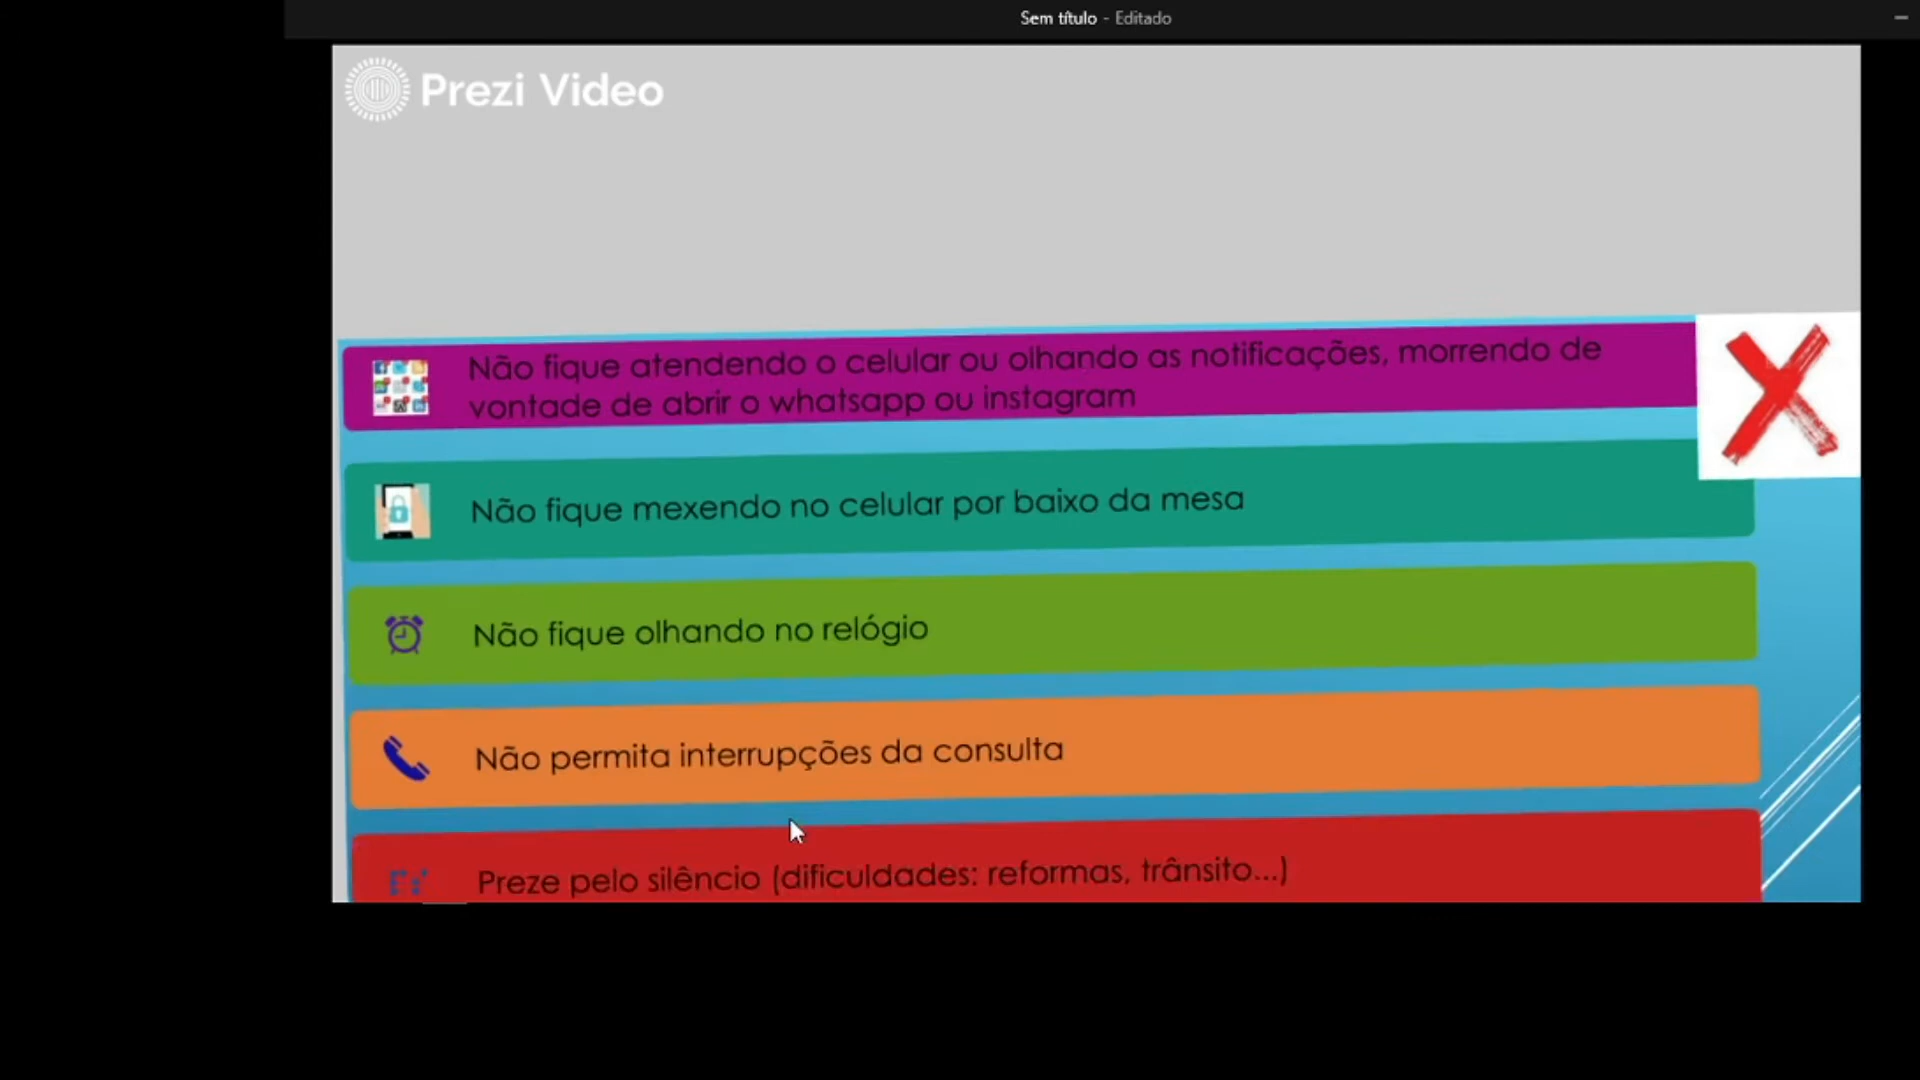 Sem título - Editado
Prezi Video
Não fique atendendo o celular ou olhando as notificações, morrendo de
vontade de abrir o whatsapp ou instagram
Não fique mexendo no celular por baixo da mesa
Não fique olhando no relógio
Não permita interrupções da consulta
Preze pelo silêncio (dificuldades: reformas, trânsito...)